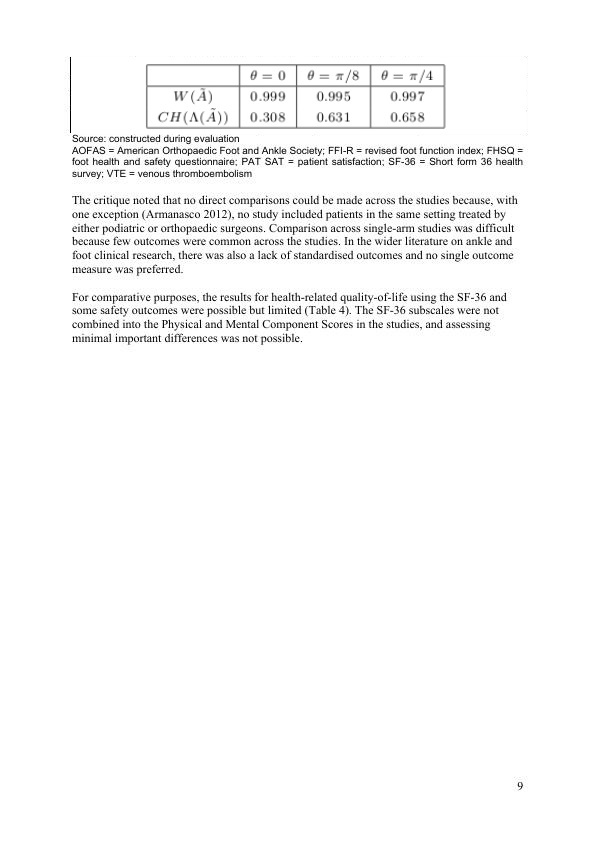 θ = 0 θ = π/8 θ = π/4
W(Ã) 0.999 0.995 0.997
CH(Λ(Ã)) 0.308 0.631 0.658
Source: constructed during evaluation
AOFAS = American Orthopaedic Foot and Ankle Society; FFI-R = revised foot function index; FHSQ =
foot health and safety questionnaire; PAT SAT = patient satisfaction; SF-36 = Short form 36 health
survey; VTE = venous thromboembolism
The critique noted that no direct comparisons could be made across the studies because, with
one exception (Armanasco 2012), no study included patients in the same setting treated by
either podiatric or orthopaedic surgeons. Comparison across single-arm studies was difficult
because few outcomes were common across the studies. In the wider literature on ankle and
foot clinical research, there was also a lack of standardised outcomes and no single outcome
measure was preferred.
For comparative purposes, the results for health-related quality-of-life using the SF-36 and
some safety outcomes were possible but limited (Table 4). The SF-36 subscales were not
combined into the Physical and Mental Component Scores in the studies, and assessing
minimal important differences was not possible.
9